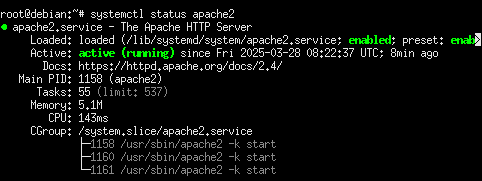 root@debian:~# systemctl status apache2
● apache2.service - The Apache HTTP Server
Loaded: loaded (/lib/systemd/system/apache2.service; enabled; preset: enab>
Active: active (running) since Fri 2025-03-28 08:22:37 UTC; 8min ago
Docs: https://httpd.apache.org/docs/2.4/
Main PID: 1158 (apache2)
Tasks: 55 (limit: 537)
Memory: 5.1M
CPU: 143ms
CGroup: /system.slice/apache2.service
├─1158 /usr/sbin/apache2 -k start
├─1160 /usr/sbin/apache2 -k start
└─1161 /usr/sbin/apache2 -k start